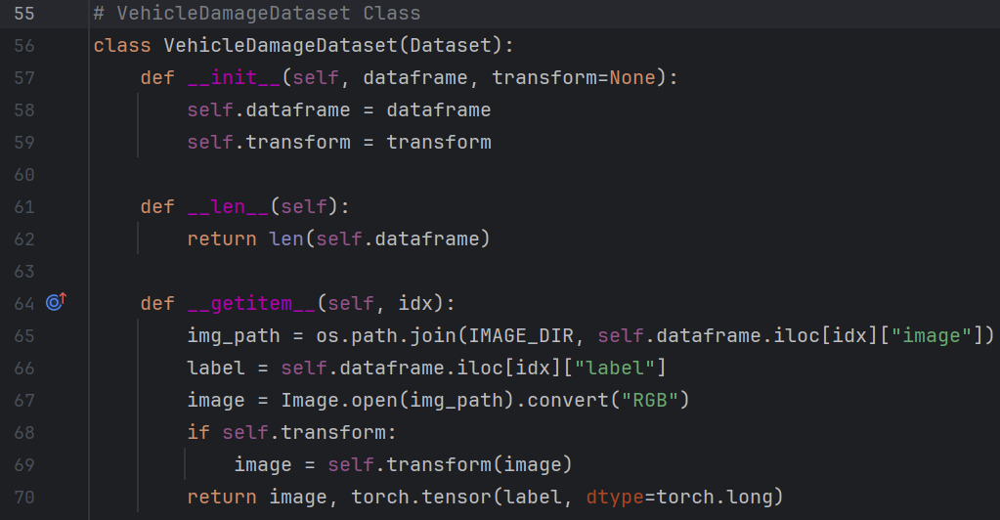 55 # VehicleDamageDataset Class
56 class VehicleDamageDataset(Dataset):
57     def __init__(self, dataframe, transform=None):
58         self.dataframe = dataframe
59         self.transform = transform
60
61     def __len__(self):
62         return len(self.dataframe)
63
64     def __getitem__(self, idx):
65         img_path = os.path.join(IMAGE_DIR, self.dataframe.iloc[idx]["image"])
66         label = self.dataframe.iloc[idx]["label"]
67         image = Image.open(img_path).convert("RGB")
68         if self.transform:
69             image = self.transform(image)
70         return image, torch.tensor(label, dtype=torch.long)